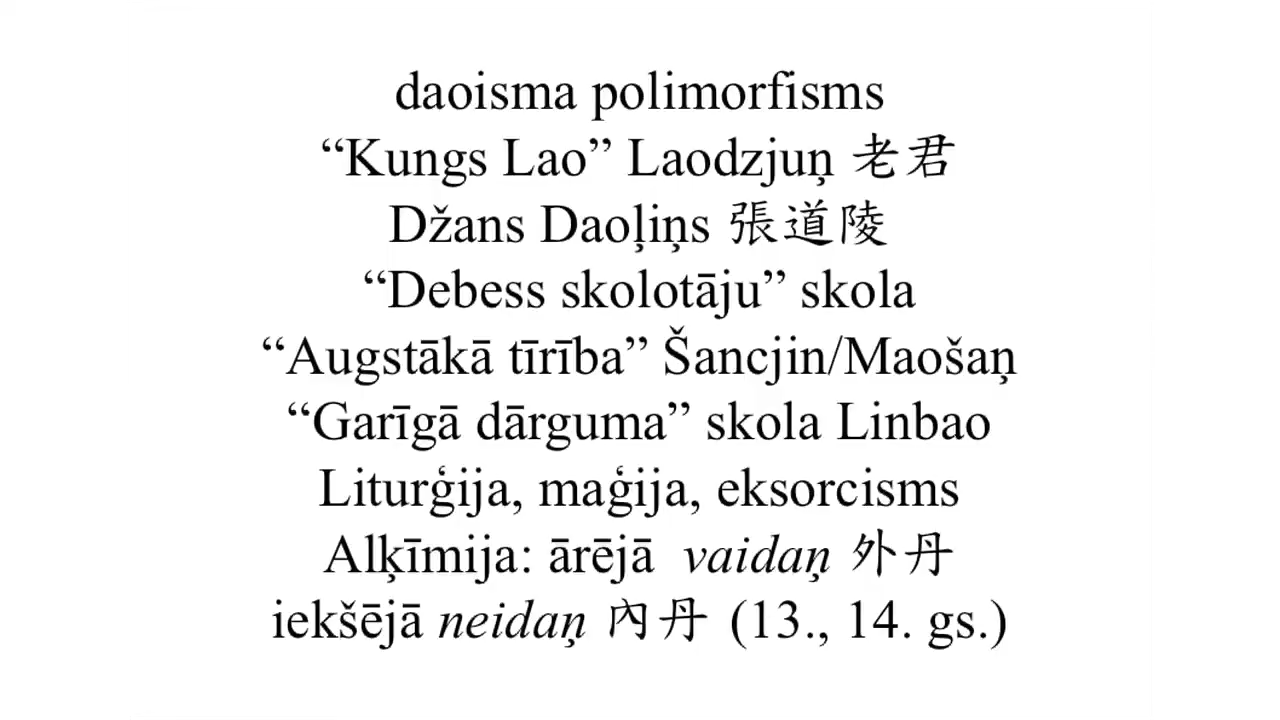 daoisma polimorfisms
“Kungs Lao” Laodzjuņ 老君
Džans Daoļiņs 張道陵
“Debess skolotāju” skola
“Augstākā tīrība” Šancjin/Maošaņ
“Garīgā dārguma” skola Linbao
Liturģija, maģija, eksorcisms
Alķīmija: ārējā vaidaņ 外丹
iekšējā neidaņ 內丹 (13., 14. gs.)